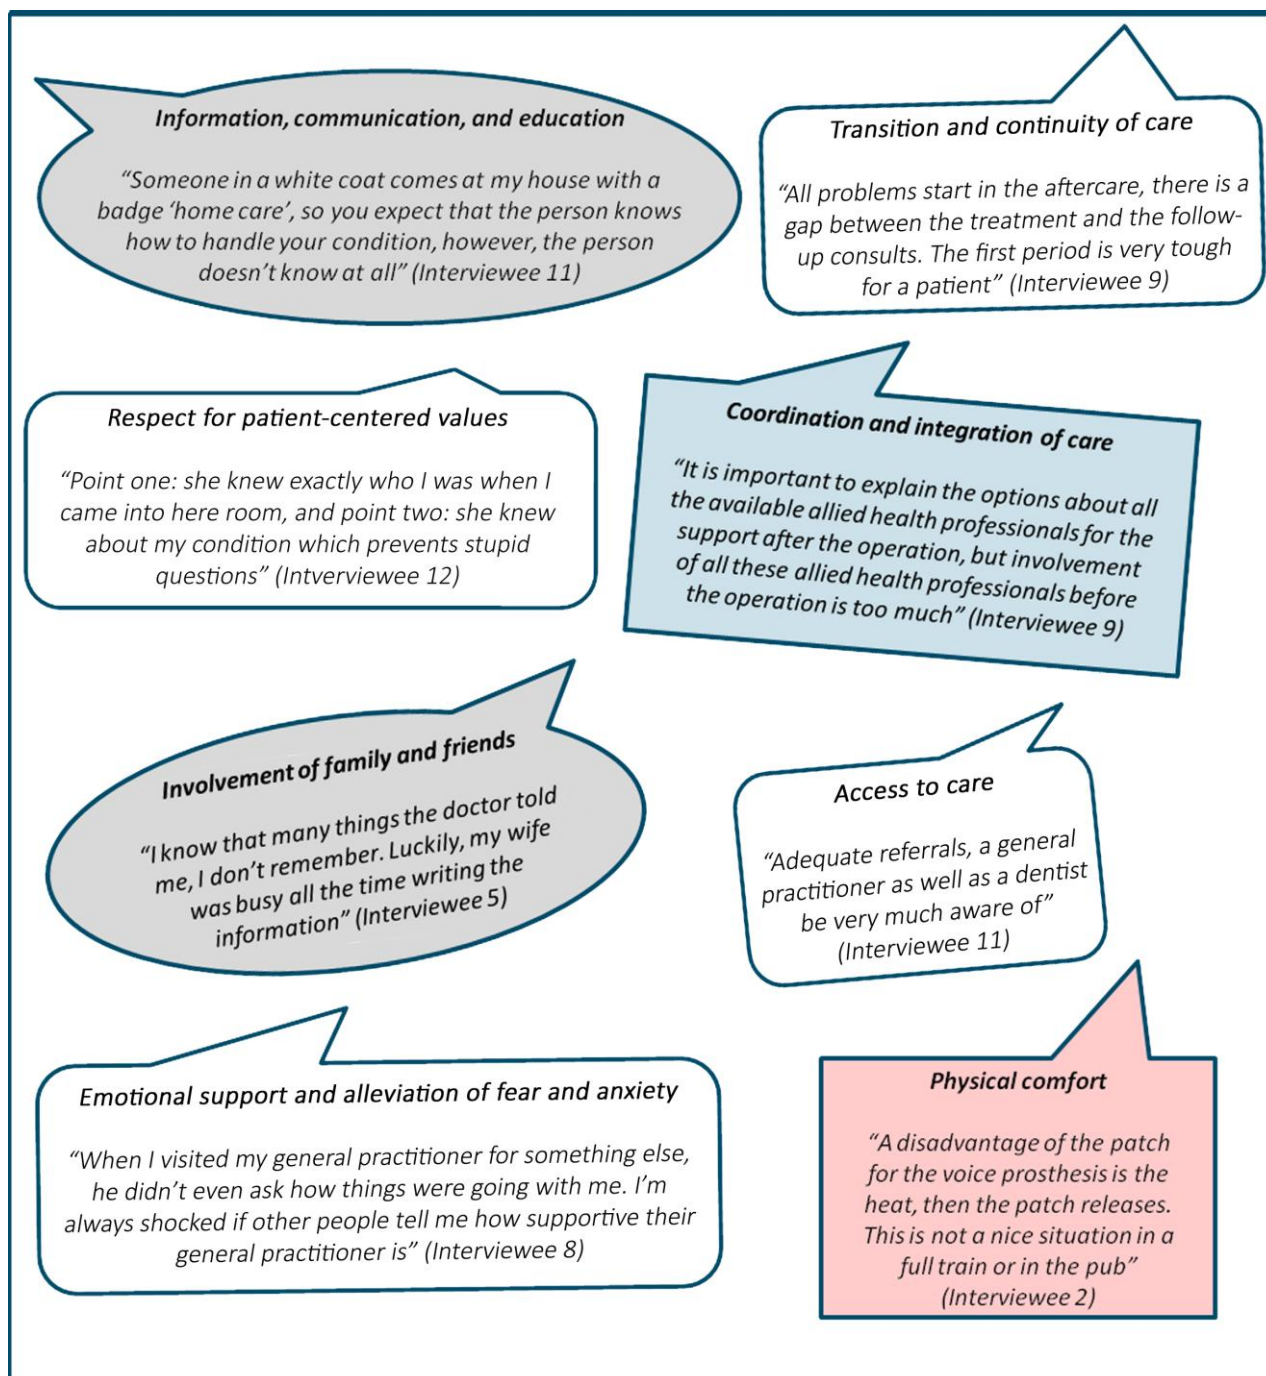 Information, communication, and education
“Someone in a white coat comes at my house with a
badge ‘home care’, so you expect that the person knows
how to handle your condition, however, the person
doesn’t know at all” (Interviewee 11)
Transition and continuity of care
“All problems start in the aftercare, there is a
gap between the treatment and the follow-
up consults. The first period is very tough
for a patient” (Interviewee 9)
Respect for patient-centered values
“Point one: she knew exactly who I was when I
came into here room, and point two: she knew
about my condition which prevents stupid
questions” (Intverviewee 12)
Coordination and integration of care
“It is important to explain the options about all
the available allied health professionals for the
support after the operation, but involvement
of all these allied health professionals before
the operation is too much” (Interviewee 9)
Involvement of family and friends
“I know that many things the doctor told
me, I don’t remember. Luckily, my wife
was busy all the time writing the
information” (Interviewee 5)
Access to care
“Adequate referrals, a general
practitioner as well as a dentist
be very much aware of”
(Interviewee 11)
Emotional support and alleviation of fear and anxiety
“When I visited my general practitioner for something else,
he didn’t even ask how things were going with me. I’m
always shocked if other people tell me how supportive their
general practitioner is” (Interviewee 8)
Physical comfort
“A disadvantage of the patch
for the voice prosthesis is the
heat, then the patch releases.
This is not a nice situation in a
full train or in the pub”
(Interviewee 2)